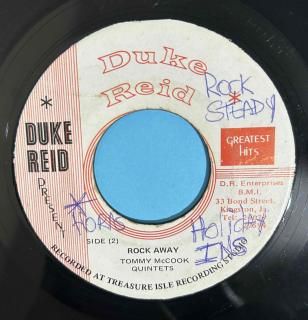 Duke
Reid
ROCK
STEADY
DUKE
REID
PRESENT
GREATEST
HITS
D.R. Enterprises
B.M.I.
33 Bond Street
Kingston, Ja.
HORNS
SIDE (2)
ROCK AWAY
TOMMY McCOOK
QUINTETS
RECORDED AT TREASURE ISLE RECORDING STUDIO